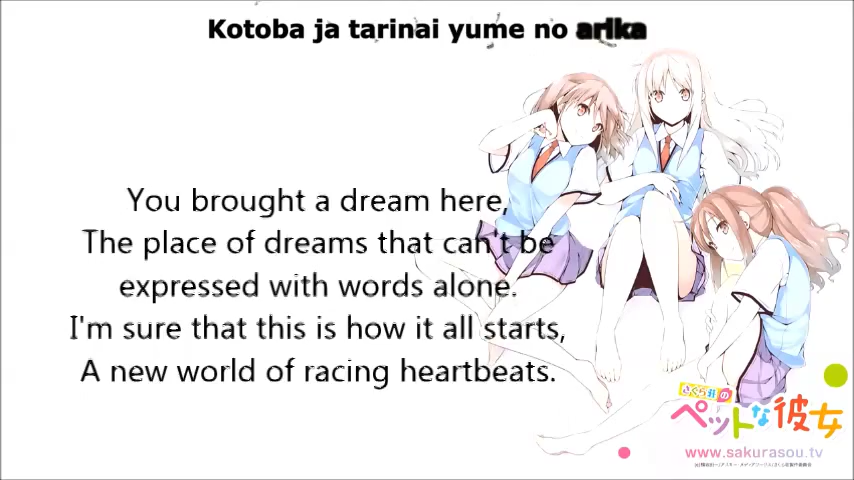 Kotoba ja tarinai yume no arika
You brought a dream here,
The place of dreams that can't be
expressed with words alone.
I'm sure that this is how it all starts,
A new world of racing heartbeats.
さくら荘の
ペットな彼女
www.sakurasou.tv